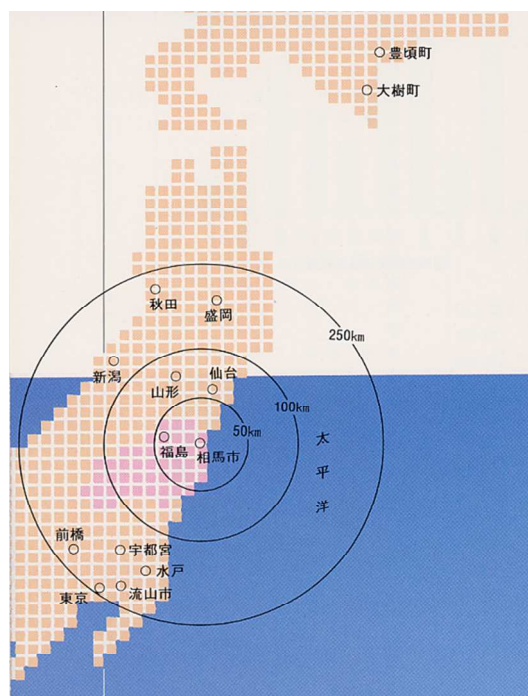 豊頃町
大樹町
秋田
盛岡
250km
新潟
山形
仙台
100km
50km
福島
相馬市
太平洋
前橋
宇都宮
水戸
東京
流山市